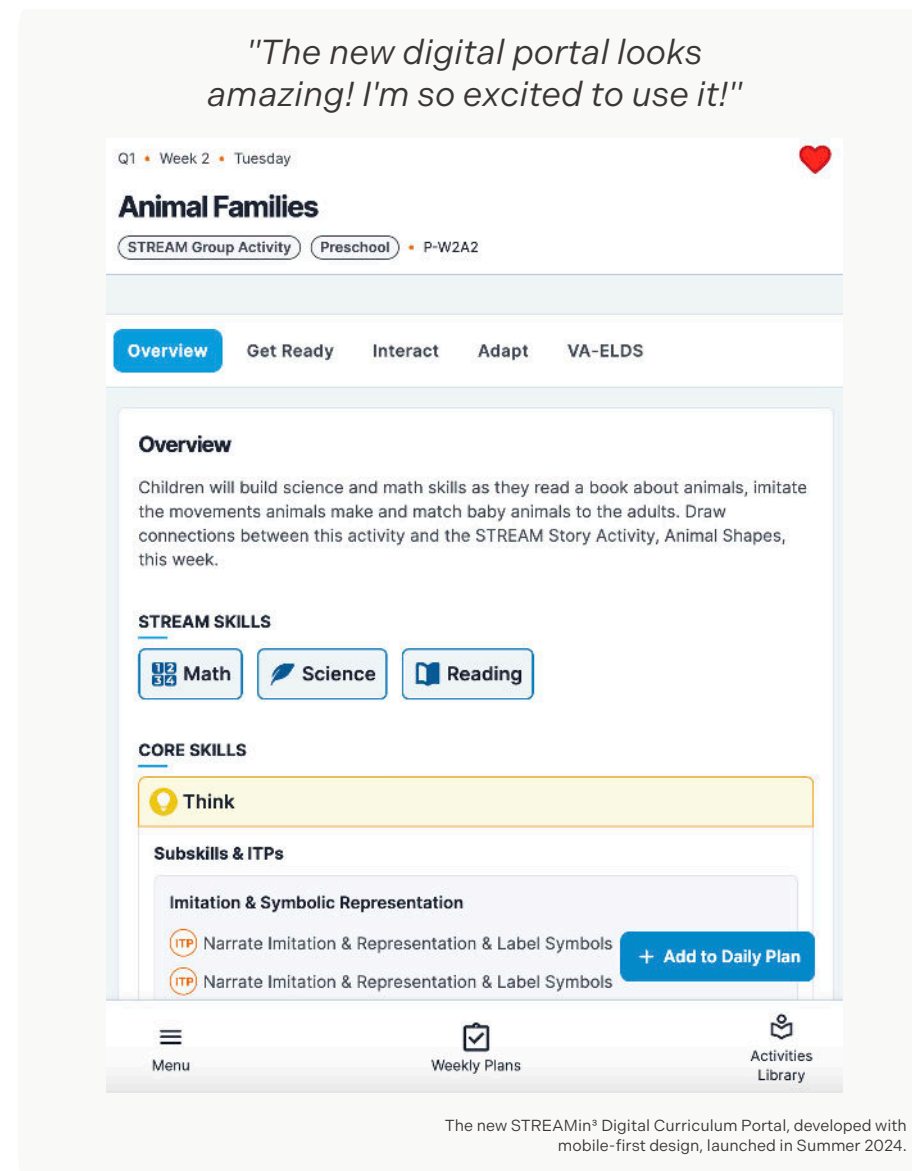 "The new digital portal looks
amazing! I'm so excited to use it!"
Q1 • Week 2 • Tuesday
Animal Families
STREAM Group Activity Preschool • P-W2A2
Overview Get Ready Interact Adapt VA-ELDS
Overview
Children will build science and math skills as they read a book about animals, imitate
the movements animals make and match baby animals to the adults. Draw
connections between this activity and the STREAM Story Activity, Animal Shapes,
this week.
STREAM SKILLS
1 2 3 4 Math Science Reading
CORE SKILLS
Think
Subskills & ITPs
Imitation & Symbolic Representation
ITP Narrate Imitation & Representation & Label Symbols
+ Add to Daily Plan
ITP Narrate Imitation & Representation & Label Symbols
Menu
Weekly Plans
Activities
Library
The new STREAMin³ Digital Curriculum Portal, developed with
mobile-first design, launched in Summer 2024.